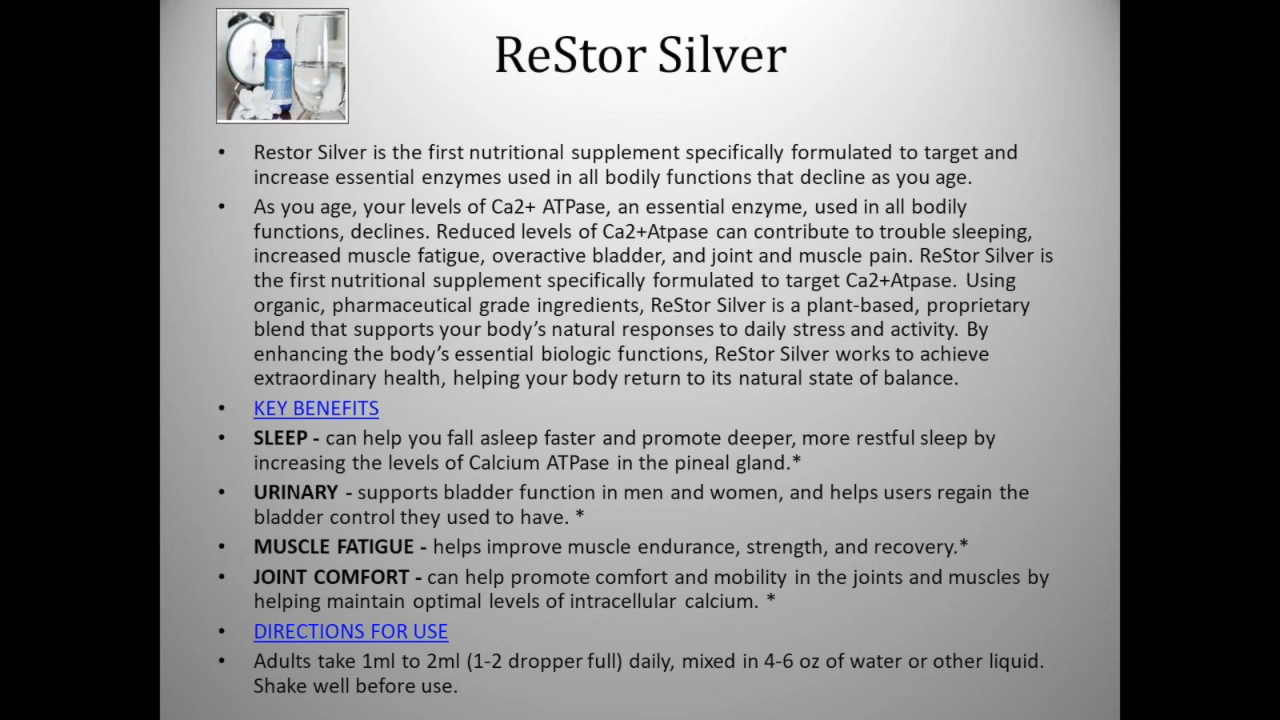 ReStor Silver
• Restor Silver is the first nutritional supplement specifically formulated to target and
increase essential enzymes used in all bodily functions that decline as you age.
• As you age, your levels of Ca2+ ATPase, an essential enzyme, used in all bodily
functions, declines. Reduced levels of Ca2+Atpase can contribute to trouble sleeping,
increased muscle fatigue, overactive bladder, and joint and muscle pain. ReStor Silver is
the first nutritional supplement specifically formulated to target Ca2+Atpase. Using
organic, pharmaceutical grade ingredients, ReStor Silver is a plant-based, proprietary
blend that supports your body’s natural responses to daily stress and activity. By
enhancing the body’s essential biologic functions, ReStor Silver works to achieve
extraordinary health, helping your body return to its natural state of balance.
• KEY BENEFITS
• SLEEP - can help you fall asleep faster and promote deeper, more restful sleep by
increasing the levels of Calcium ATPase in the pineal gland.*
• URINARY - supports bladder function in men and women, and helps users regain the
bladder control they used to have. *
• MUSCLE FATIGUE - helps improve muscle endurance, strength, and recovery.*
• JOINT COMFORT - can help promote comfort and mobility in the joints and muscles by
helping maintain optimal levels of intracellular calcium. *
• DIRECTIONS FOR USE
• Adults take 1ml to 2ml (1-2 dropper full) daily, mixed in 4-6 oz of water or other liquid.
Shake well before use.